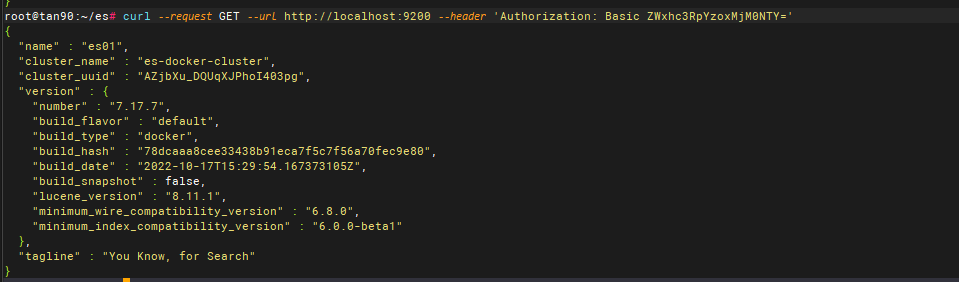 }
root@tan90:~/es# curl --request GET --url http://localhost:9200 --header 'Authorization: Basic ZWxhc3RpYzoxMjM0NTY='
{
"name" : "es01",
"cluster_name" : "es-docker-cluster",
"cluster_uuid" : "AZjbXu_DQUqXJPhoI403pg",
"version" : {
"number" : "7.17.7",
"build_flavor" : "default",
"build_type" : "docker",
"build_hash" : "78dcaaa8cee33438b91eca7f5c7f56a70fec9e80",
"build_date" : "2022-10-17T15:29:54.167373105Z",
"build_snapshot" : false,
"lucene_version" : "8.11.1",
"minimum_wire_compatibility_version" : "6.8.0",
"minimum_index_compatibility_version" : "6.0.0-beta1"
},
"tagline" : "You Know, for Search"
}